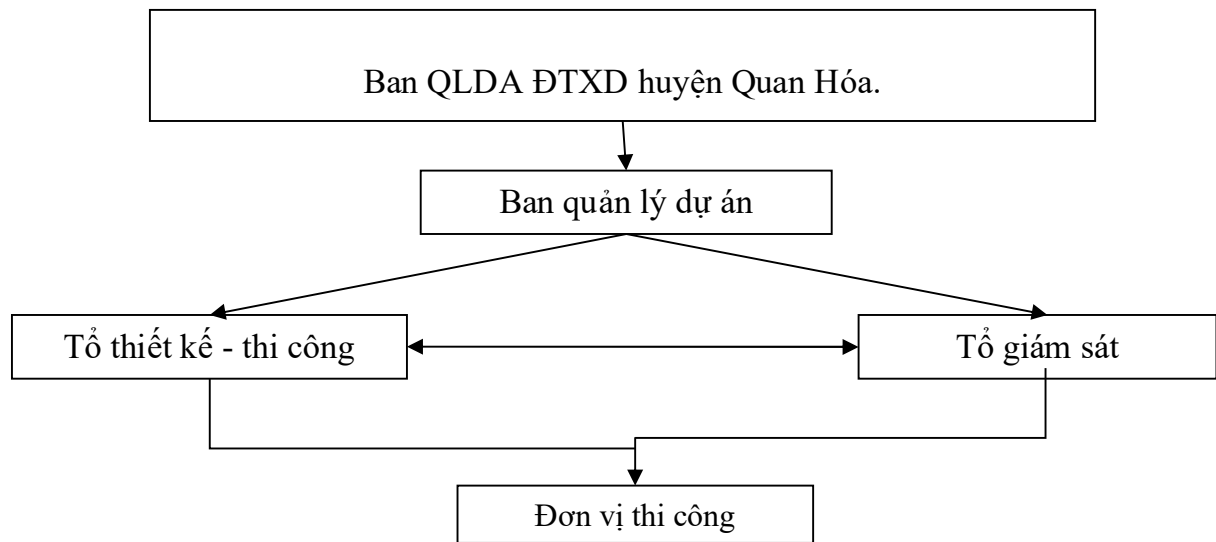 Ban QLDA ĐTXD huyện Quan Hóa.
Ban quản lý dự án
Tổ thiết kế - thi công
Tổ giám sát
Đơn vị thi công